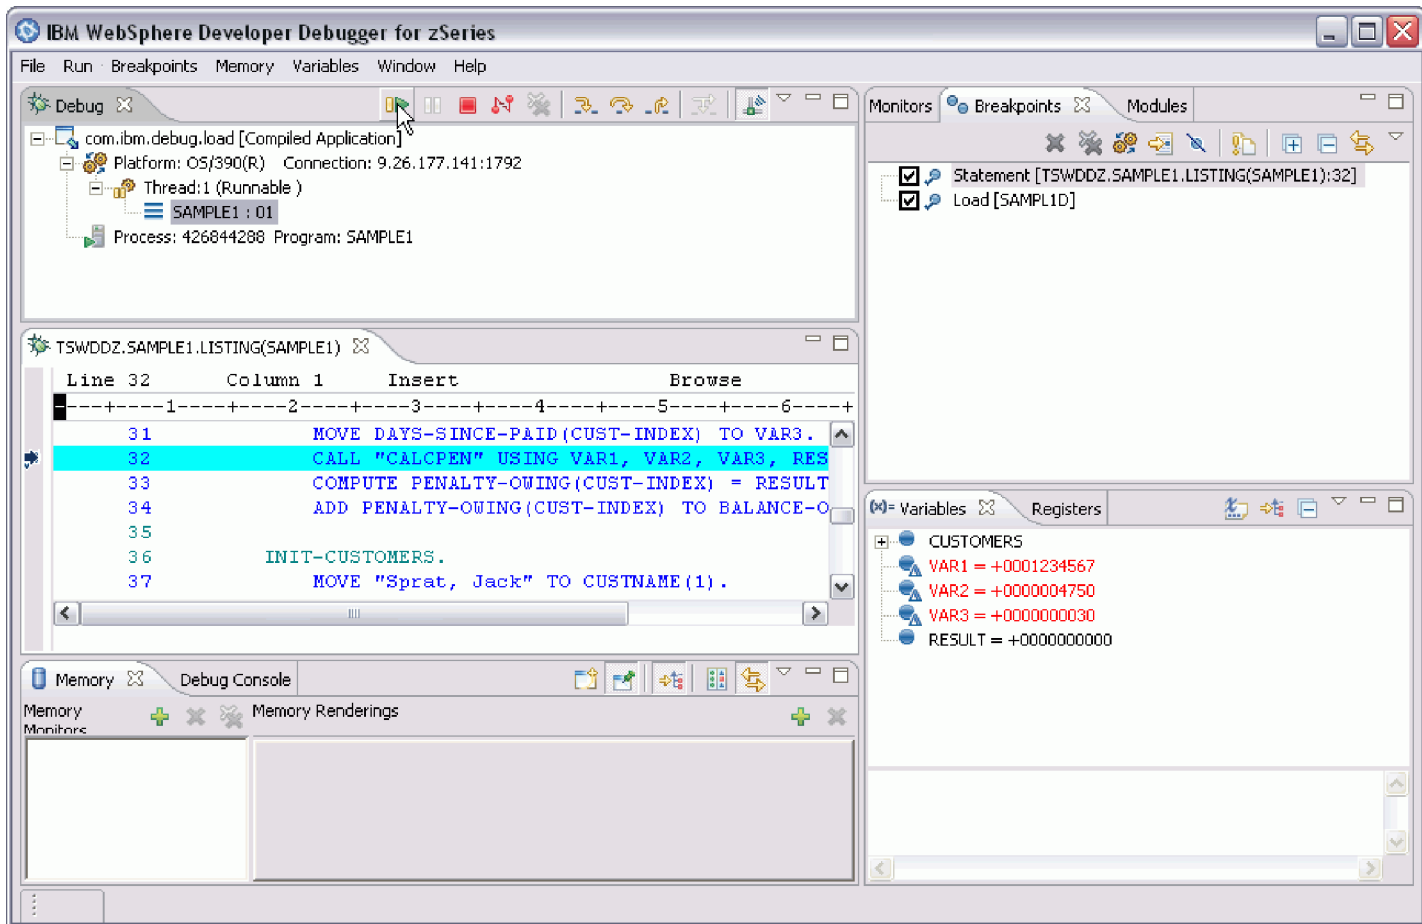 IBM WebSphere Developer Debugger for zSeries
File Run Breakpoints Memory Variables Window Help
Debug
com.ibm.debug.load [Compiled Application]
Platform: OS/390(R) Connection: 9.26.177.141:1792
Thread:1 (Runnable )
SAMPLE1 : 01
Process: 426844288 Program: SAMPLE1
Monitors Breakpoints Modules
Statement [TSWDDZ.SAMPLE1.LISTING(SAMPLE1):32]
Load [SAMPL1D]
TSWDDZ.SAMPLE1.LISTING(SAMPLE1)
Line 32 Column 1 Insert Browse
----+----1----+----2----+----3----+----4----+----5----+----6----+
31 MOVE DAYS-SINCE-PAID(CUST-INDEX) TO VAR3.
32 CALL "CALCPEN" USING VAR1, VAR2, VAR3, RES
33 COMPUTE PENALTY-OWING(CUST-INDEX) = RESULT
34 ADD PENALTY-OWING(CUST-INDEX) TO BALANCE-O
35
36 INIT-CUSTOMERS.
37 MOVE "Sprat, Jack" TO CUSTNAME(1).
(x)= Variables Registers
CUSTOMERS
VAR1 = +0001234567
VAR2 = +0000004750
VAR3 = +0000000030
RESULT = +0000000000
Memory Debug Console
Memory Monitors
Memory Renderings